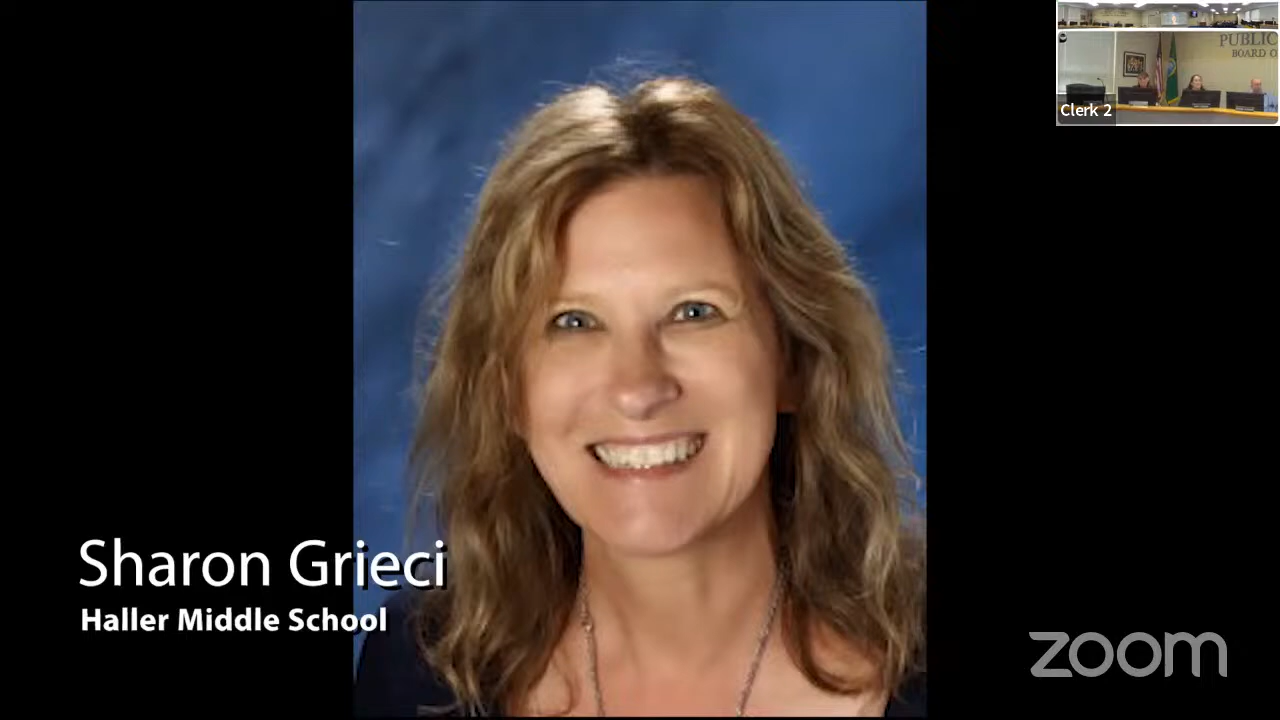 PUBLIC
BOARD O
Clerk 2
Sharon Grieci
Haller Middle School
zoom